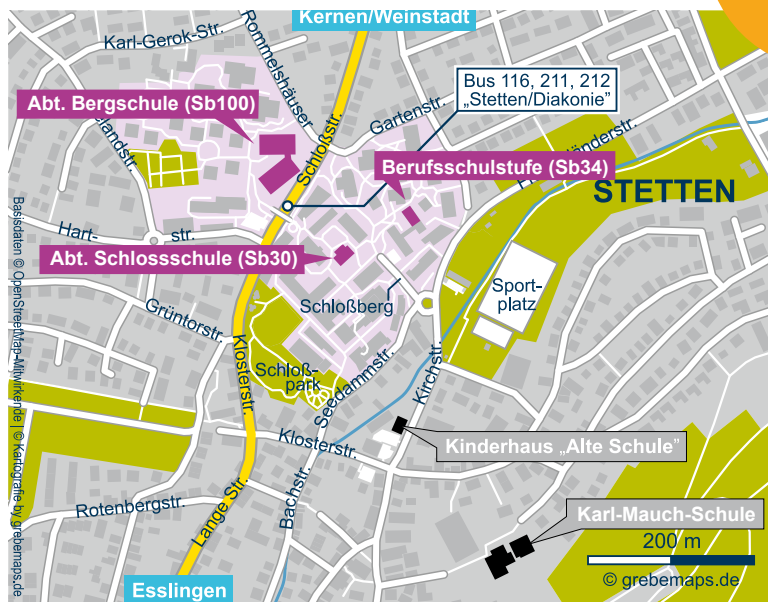 Kernen/Weinstadt
Karl-Gerok-Str.
Rommelshäuser
Bus 116, 211, 212
„Stetten/Diakonie”
Abt. Bergschule (Sb100)
Schloßstr.
Gartenstr.
Berufsschulstufe (Sb34)
STETTEN
Hart-
str.
Abt. Schlossschule (Sb30)
Sport-
platz
Schloßberg
Grüntorstr.
Klosterstr.
Schloß-
park
Seedammstr.
Kirchstr.
Klosterstr.
Kinderhaus „Alte Schule”
Rotenbergstr.
Lange Str.
Bachstr.
Karl-Mauch-Schule
200 m
© grebemaps.de
Esslingen
Basisdaten © OpenStreetMap-Mitwirkende | © Kartografie by grebemaps.de